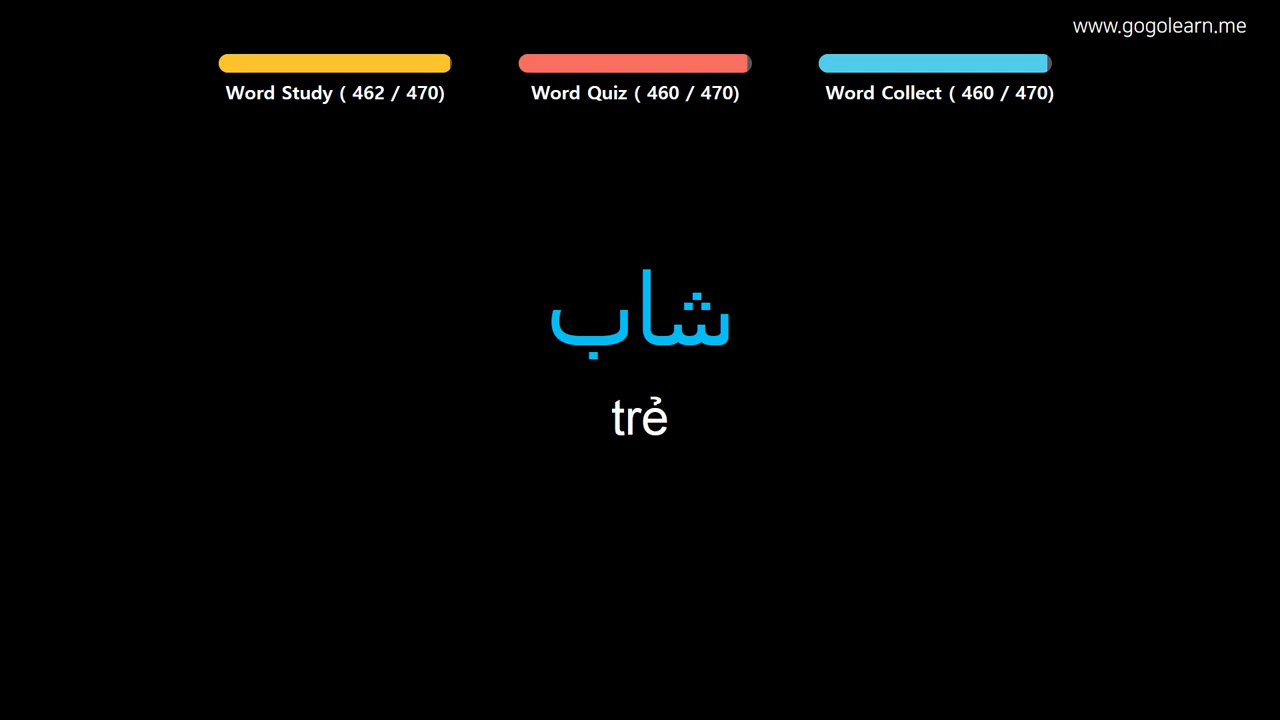 www.gogolearn.me
Word Study ( 462 / 470)
Word Quiz ( 460 / 470)
Word Collect ( 460 / 470)
شاب
trẻ